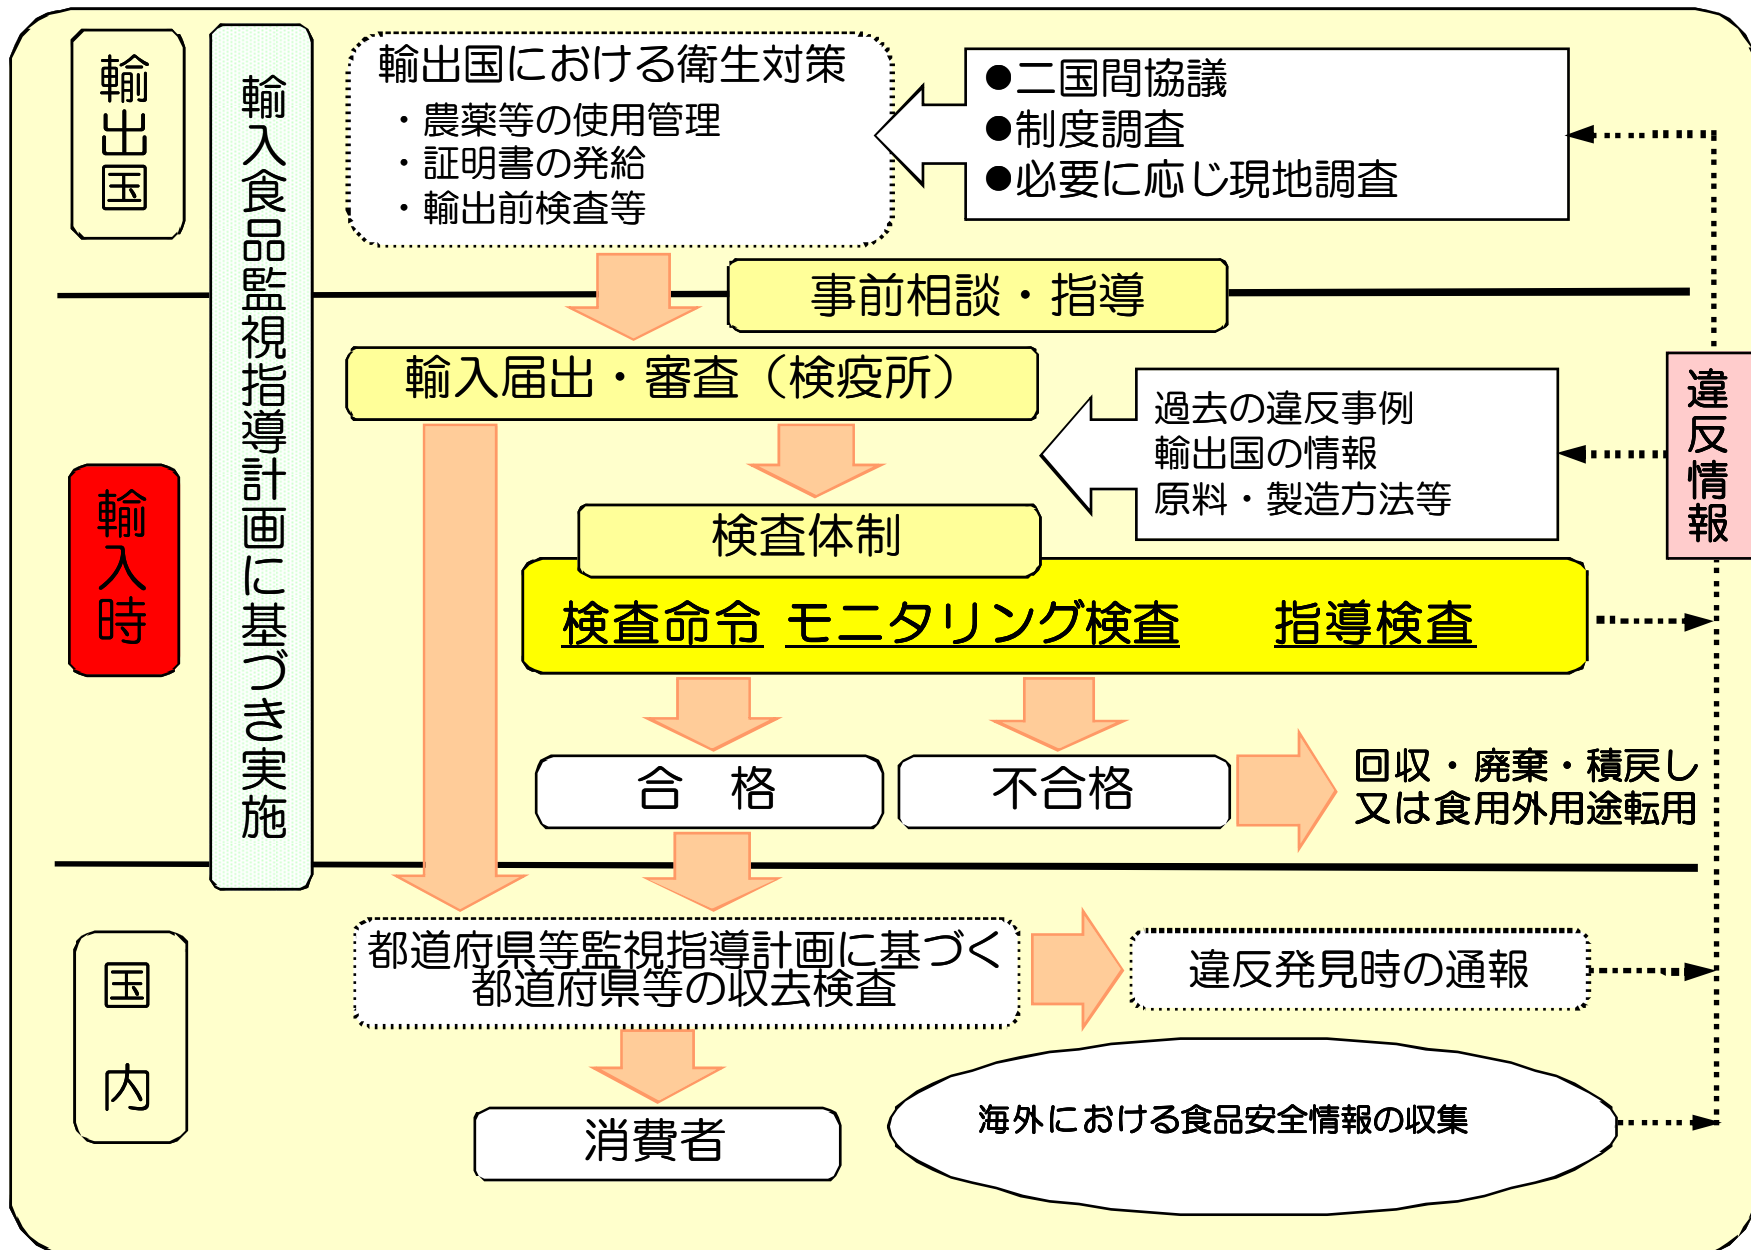 輸出国
輸入食品監視指導計画に基づき実施
輸出国における衛生対策
・農薬等の使用管理
・証明書の発給
・輸出前検査等
●二国間協議
●制度調査
●必要に応じ現地調査
事前相談・指導
輸入届出・審査（検疫所）
過去の違反事例
輸出国の情報
原料・製造方法等
違反情報
輸入時
検査体制
検査命令 モニタリング検査 指導検査
合　格
不合格
回収・廃棄・積戻し
又は食用外用途転用
国内
都道府県等監視指導計画に基づく
都道府県等の収去検査
違反発見時の通報
海外における食品安全情報の収集
消費者